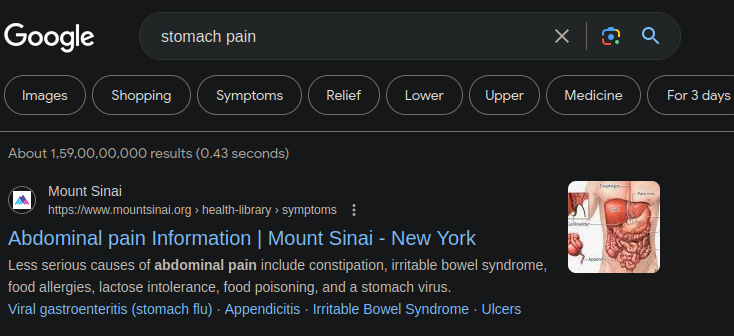 Google
stomach pain
Images Shopping Symptoms Relief Lower Upper Medicine For 3 days
About 1,59,00,00,000 results (0.43 seconds)
Mount Sinai
https://www.mountsinai.org › health-library › symptoms
Abdominal pain Information | Mount Sinai - New York
Less serious causes of abdominal pain include constipation, irritable bowel syndrome,
food allergies, lactose intolerance, food poisoning, and a stomach virus.
Viral gastroenteritis (stomach flu) · Appendicitis · Irritable Bowel Syndrome · Ulcers
Esophagus
Pancreas
Gallbladder